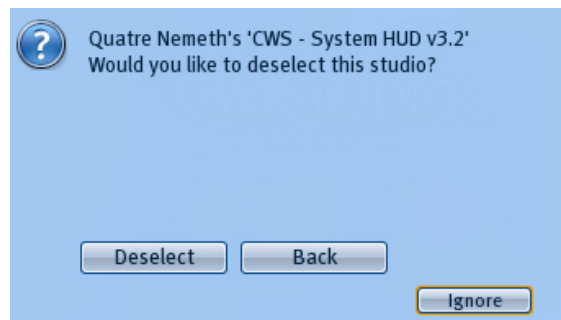 Quatre Nemeth's 'CWS - System HUD v3.2'
Would you like to deselect this studio?
Deselect
Back
Ignore